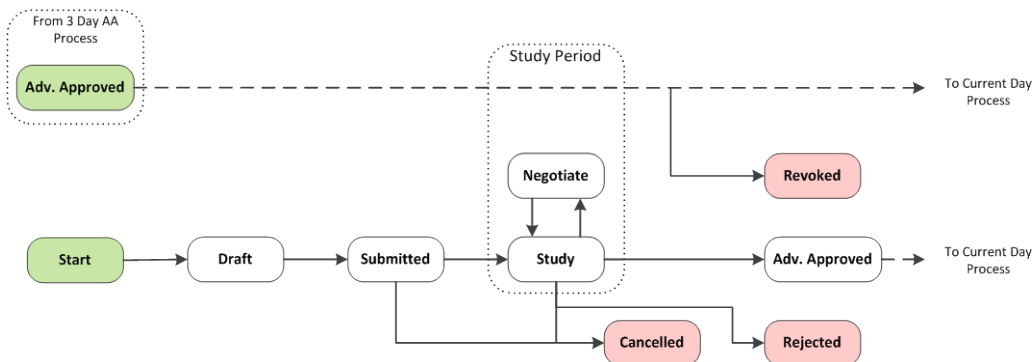 From 3 Day AA
Process
Adv. Approved
Study Period
To Current Day
Process
Negotiate
Revoked
Start
Draft
Submitted
Study
Adv. Approved
To Current Day
Process
Cancelled
Rejected